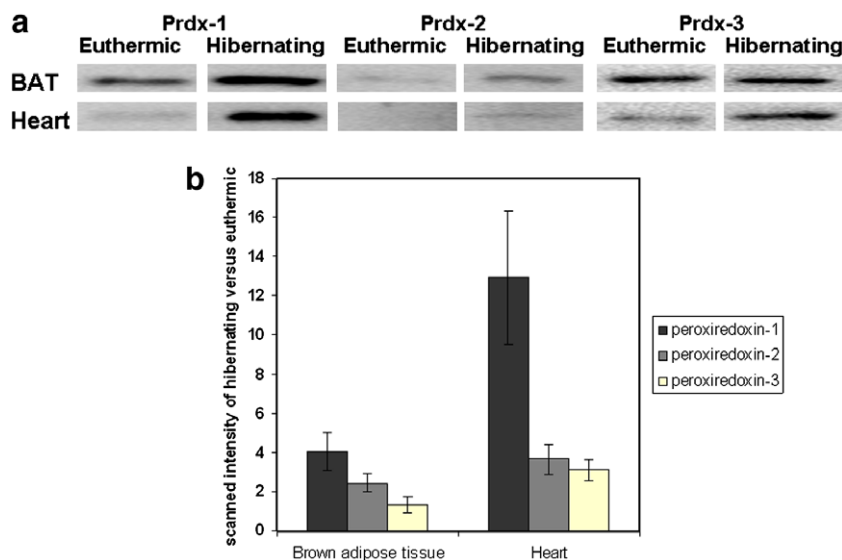 a
Prdx-1 Prdx-2 Prdx-3
Euthermic Hibernating Euthermic Hibernating Euthermic Hibernating
BAT
Heart
b
scanned intensity of hibernating versus euthermic
18
16
14
12
10
8
6
4
2
0
Brown adipose tissue Heart
peroxiredoxin-1
peroxiredoxin-2
peroxiredoxin-3